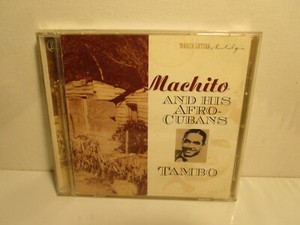 Machito
AND HIS
AFRO-
CUBANS
TAMBO